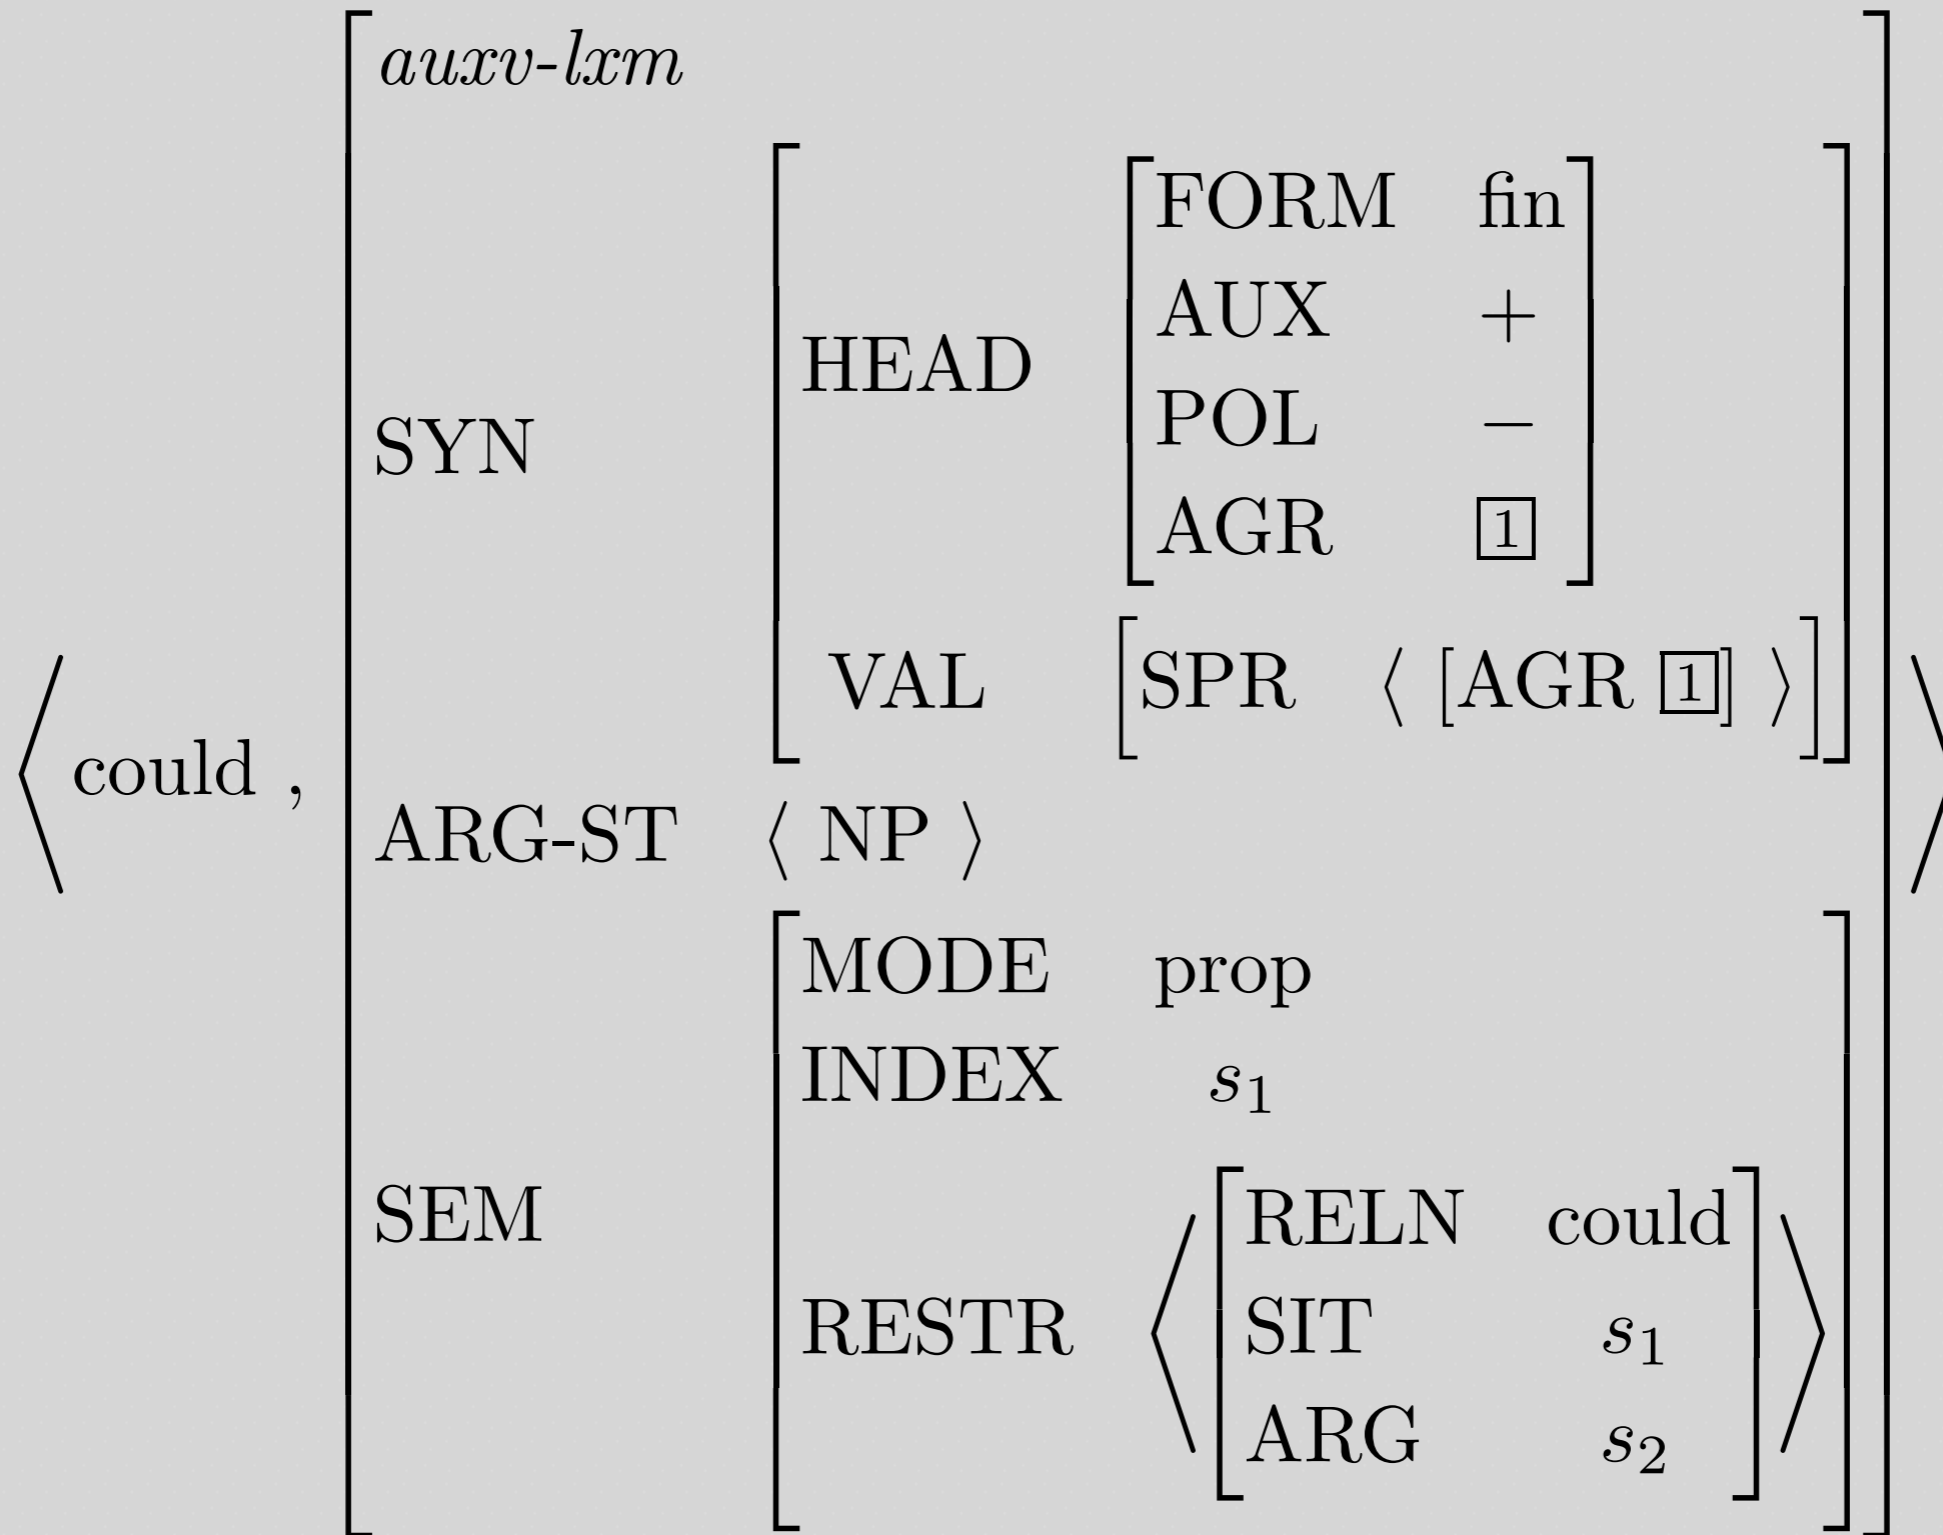 auxv-lxm
FORM fin
AUX +
HEAD
POL −
SYN
AGR 1
VAL [SPR ⟨ [AGR 1] ⟩]
⟨ could ,
ARG-ST ⟨ NP ⟩
MODE prop
INDEX s₁
SEM
RELN could
RESTR ⟨ SIT s₁ ⟩
ARG s₂